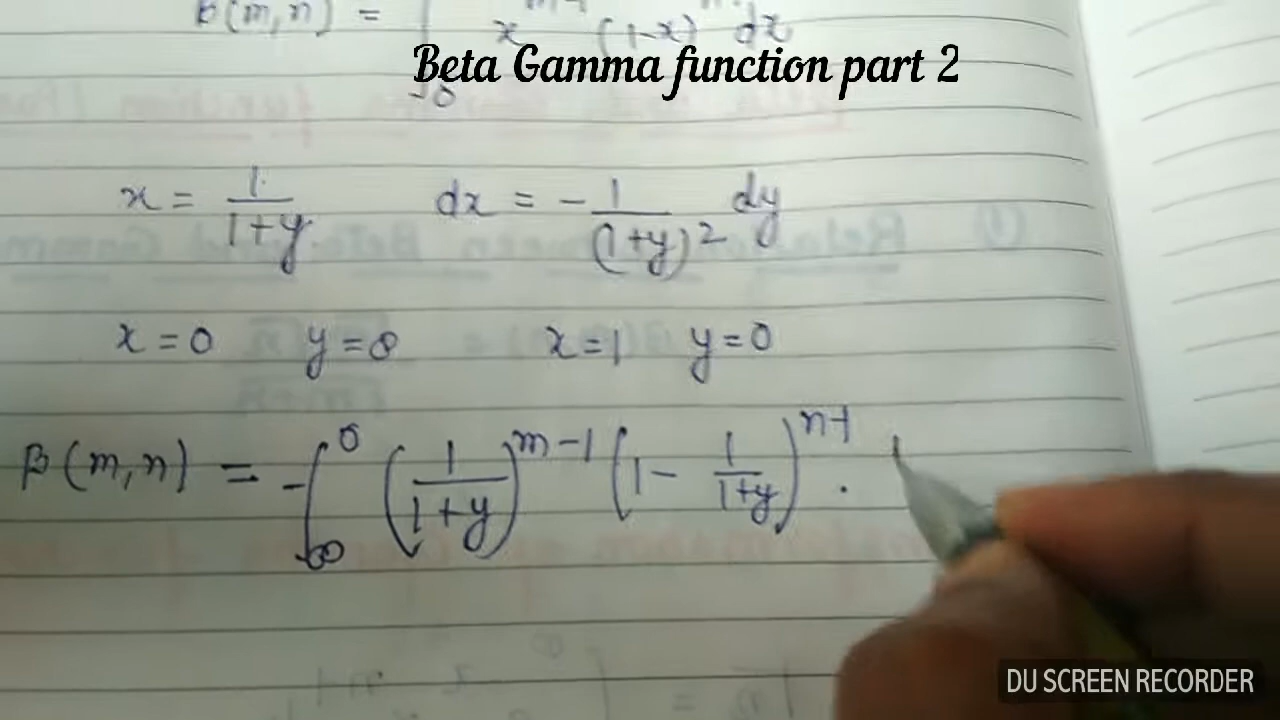 β(m,n) = ∫ x^(m-1) (1-x) dx
Beta Gamma function part 2
0
x = 1/(1+y) dx = - 1/(1+y)² dy
x = 0 y = ∞ x = 1 y = 0
β(m,n) = -∫_∞^0 (1/(1+y))^(m-1) (1 - 1/(1+y))^(n-1) . 1
DU SCREEN RECORDER